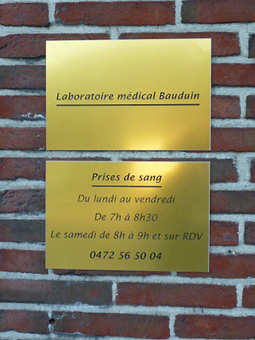 Laboratoire médical Bauduin
Prises de sang
Du lundi au vendredi
De 7h à 8h30
Le samedi de 8h à 9h et sur RDV
0472 56 50 04